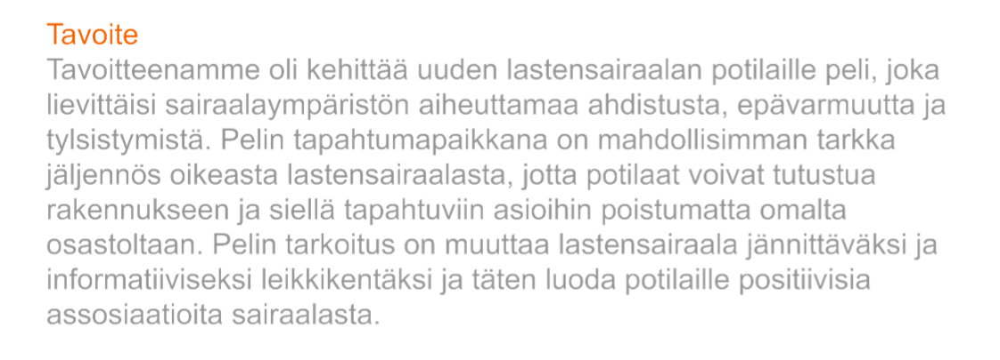 Tavoite
Tavoitteenamme oli kehittää uuden lastensairaalan potilaille peli, joka
lievittäisi sairaalaympäristön aiheuttamaa ahdistusta, epävarmuutta ja
tylsistymistä. Pelin tapahtumapaikkana on mahdollisimman tarkka
jäljennös oikeasta lastensairaalasta, jotta potilaat voivat tutustua
rakennukseen ja siellä tapahtuviin asioihin poistumatta omalta
osastoltaan. Pelin tarkoitus on muuttaa lastensairaala jännittäväksi ja
informatiiviseksi leikkikentäksi ja täten luoda potilaille positiivisia
assosiaatioita sairaalasta.